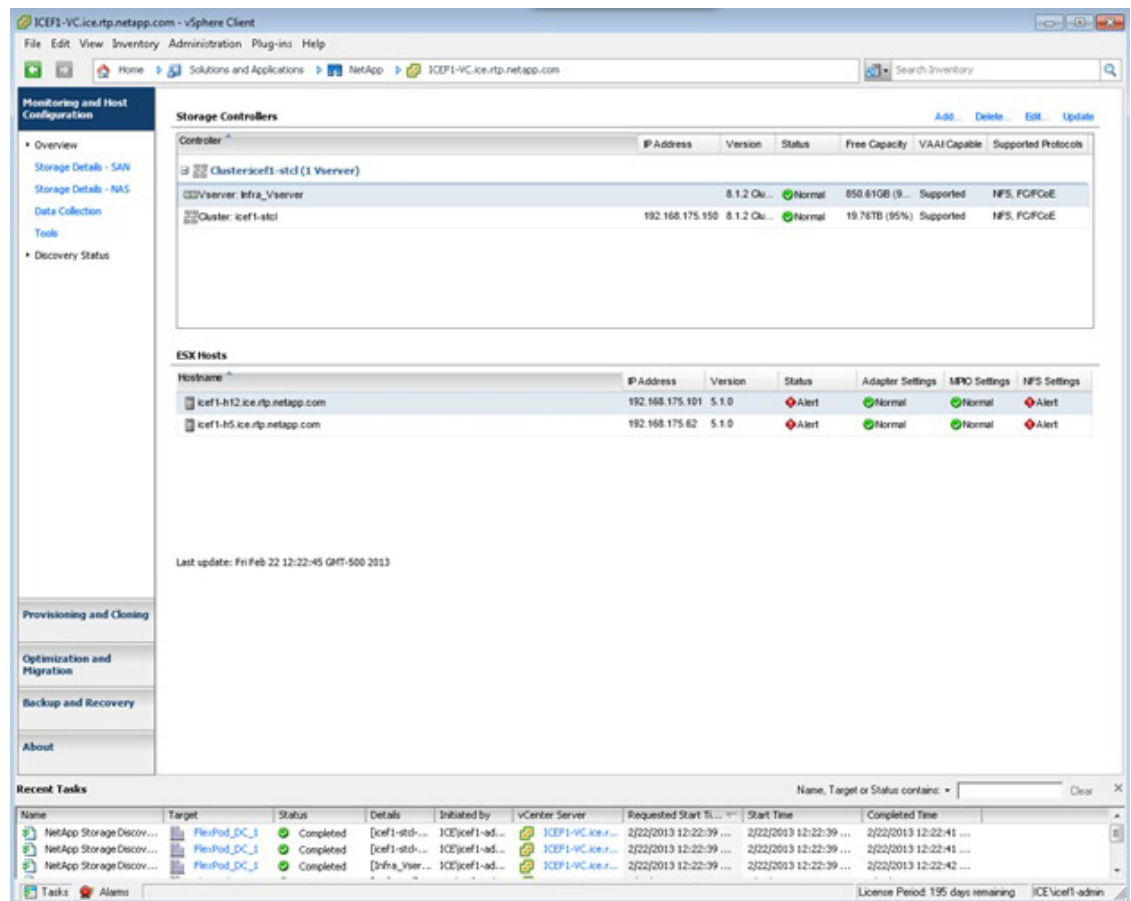 ICEF1-VC.ice.rtp.netapp.com - vSphere Client
File Edit View Inventory Administration Plug-ins Help
Home Solutions and Applications NetApp ICEF1-VC.ice.rtp.netapp.com Search Inventory
Monitoring and Host Configuration
Overview
Storage Details - SAN
Storage Details - NAS
Data Collection
Tools
Discovery Status
Provisioning and Cloning
Optimization and Migration
Backup and Recovery
About
Storage Controllers Add... Delete... Edit... Update
Controller IP Address Version Status Free Capacity VAAI Capable Supported Protocols
Cluster:icef1-stcl (1 Vserver)
Vserver: Infra_Vserver 8.1.2 Clu... Normal 850.61GB (9... Supported NFS, FC/FCoE
Cluster: icef1-stcl 192.168.175.150 8.1.2 Clu... Normal 19.76TB (95%) Supported NFS, FC/FCoE
ESX Hosts
Hostname IP Address Version Status Adapter Settings MPIO Settings NFS Settings
icef1-h12.ice.rtp.netapp.com 192.168.175.101 5.1.0 Alert Normal Normal Alert
icef1-h5.ice.rtp.netapp.com 192.168.175.62 5.1.0 Alert Normal Normal Alert
Last update: Fri Feb 22 12:22:45 GMT-500 2013
Recent Tasks Name, Target or Status contains: Clear
Name Target Status Details Initiated by vCenter Server Requested Start Ti... Start Time Completed Time
NetApp Storage Discov... FlexPod_DC_1 Completed [icef1-stcl-... ICE\icef1-ad... ICEF1-VC.ice.r... 2/22/2013 12:22:39 ... 2/22/2013 12:22:39 ... 2/22/2013 12:22:41 ...
NetApp Storage Discov... FlexPod_DC_1 Completed [icef1-stcl-... ICE\icef1-ad... ICEF1-VC.ice.r... 2/22/2013 12:22:39 ... 2/22/2013 12:22:39 ... 2/22/2013 12:22:41 ...
NetApp Storage Discov... FlexPod_DC_1 Completed [Infra_Vser... ICE\icef1-ad... ICEF1-VC.ice.r... 2/22/2013 12:22:39 ... 2/22/2013 12:22:39 ... 2/22/2013 12:22:42 ...
Tasks Alarms License Period: 195 days remaining ICE\icef1-admin